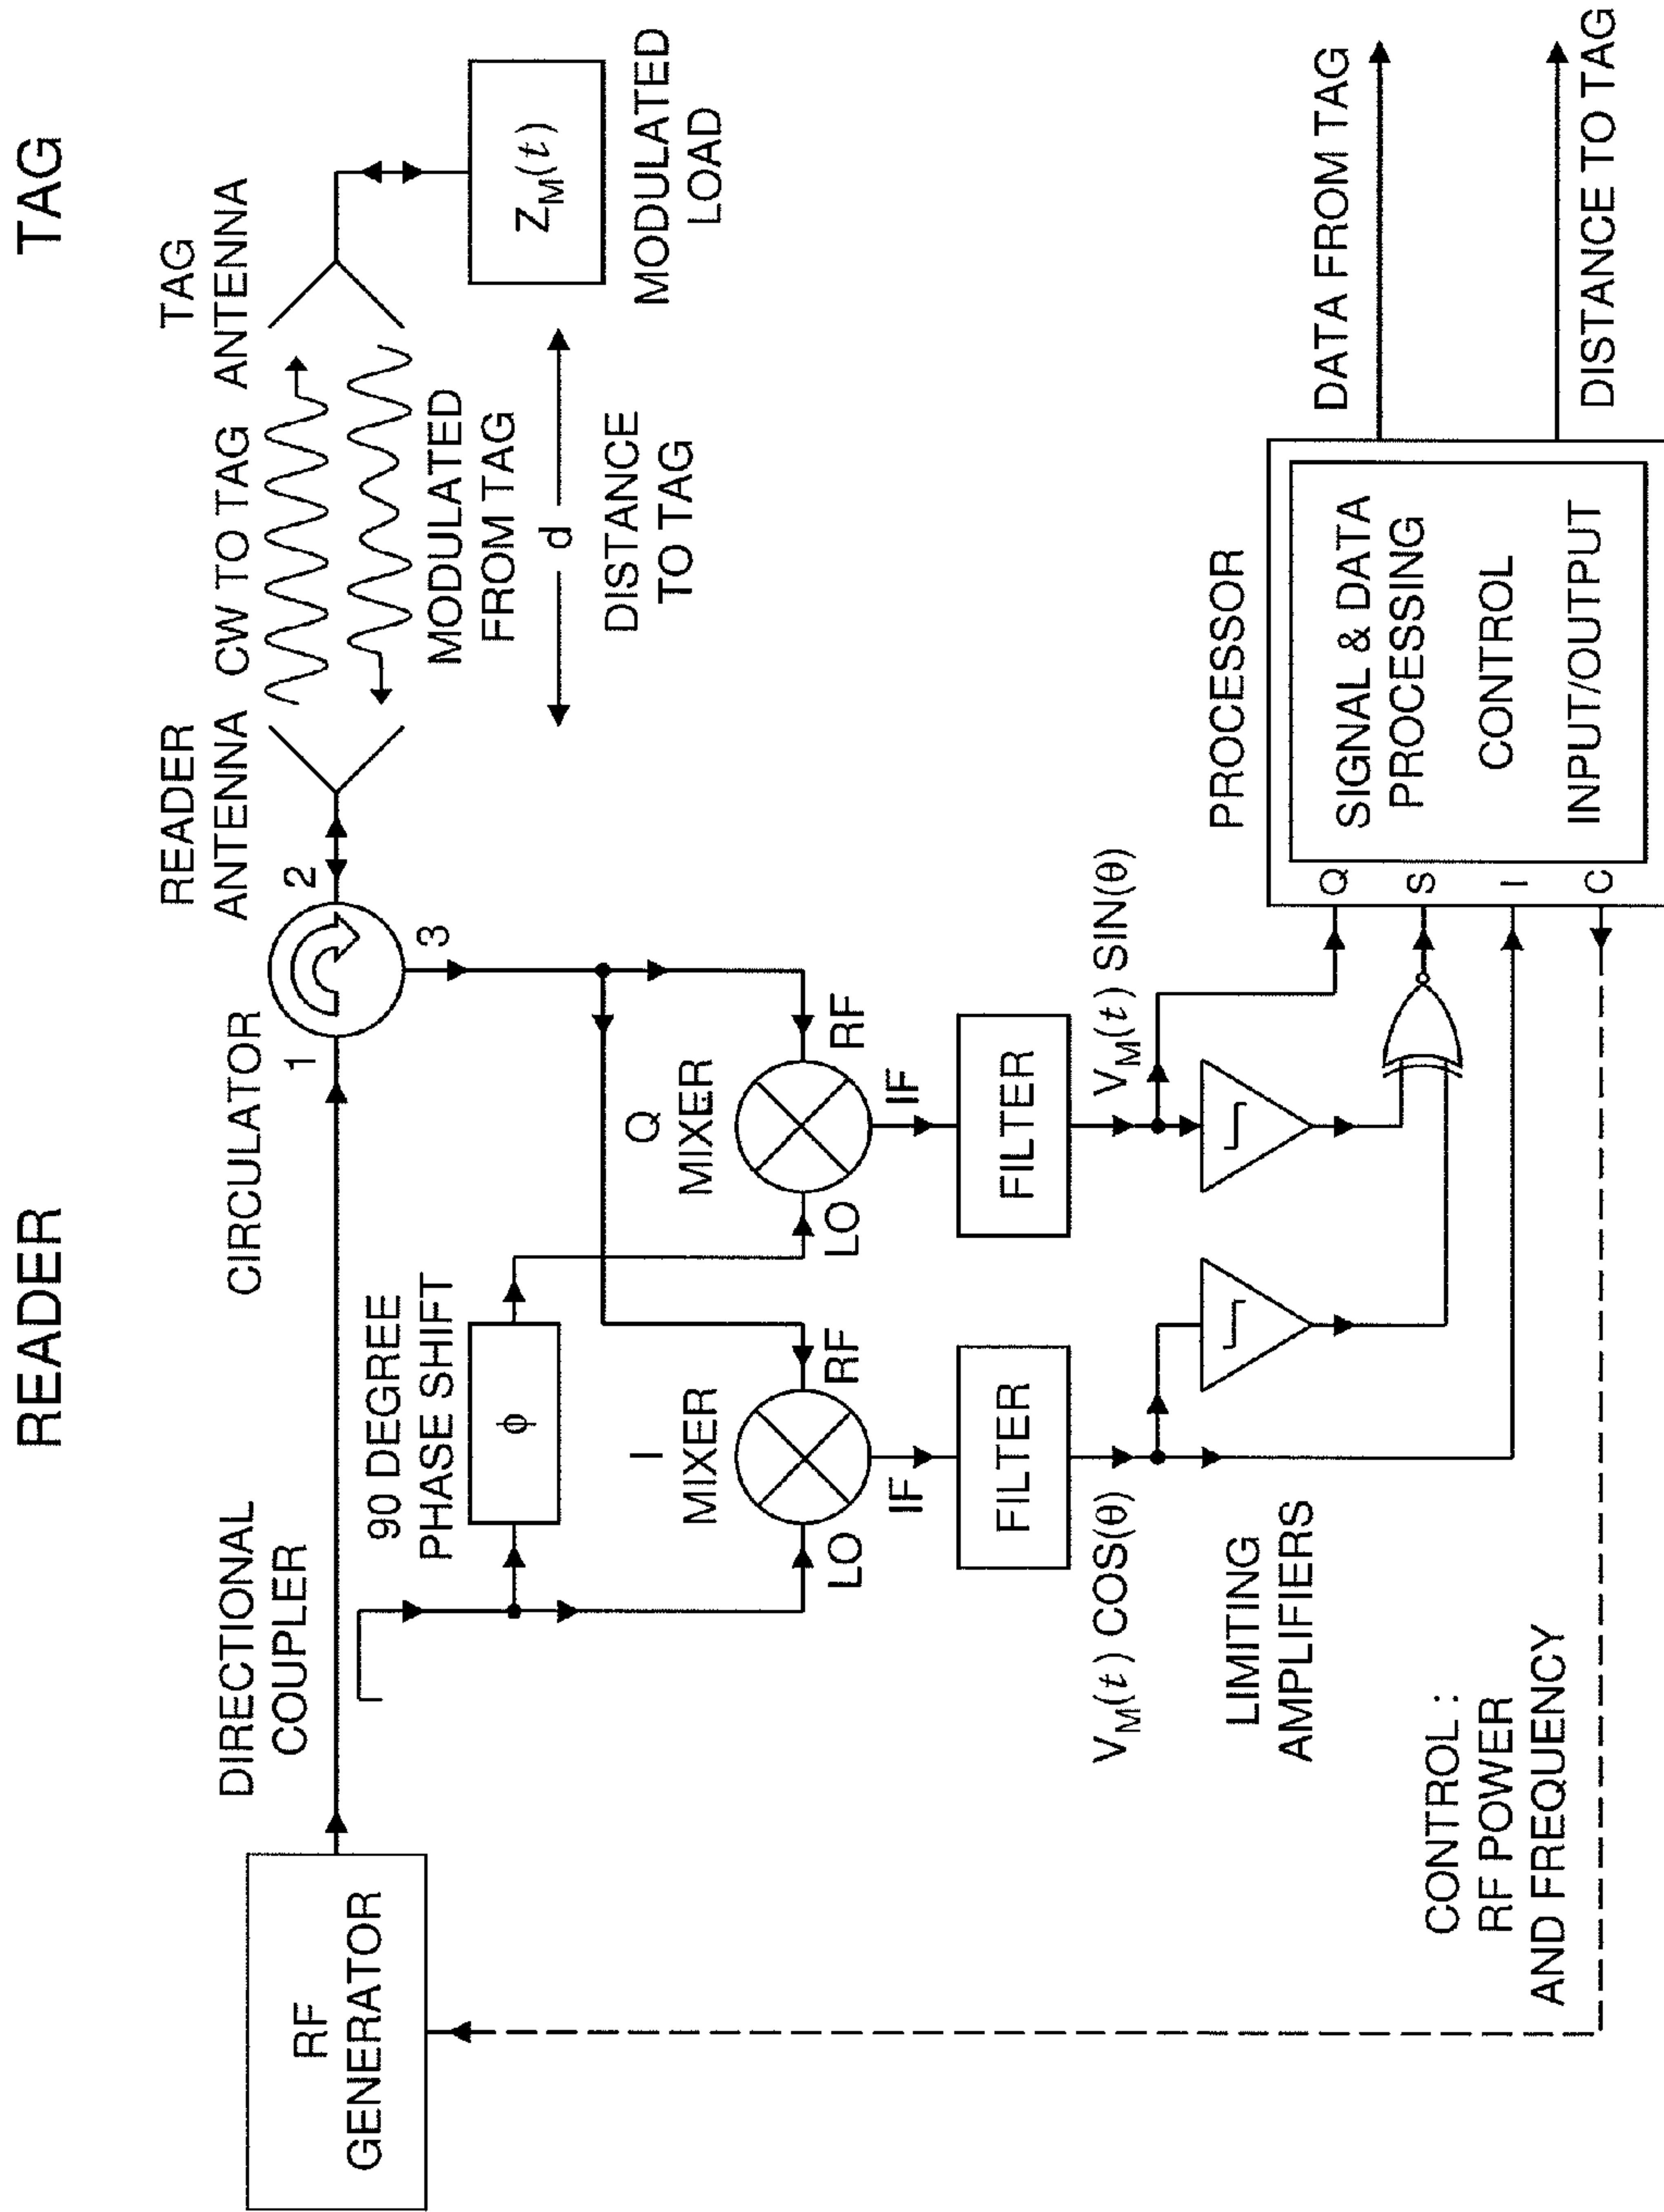 READER
TAG
DIRECTIONAL
COUPLER
CIRCULATOR
READER
ANTENNA
CW TO TAG
TAG
ANTENNA
RF
GENERATOR
1
2
3
90 DEGREE
PHASE SHIFT
ϕ
MODULATED
FROM TAG
Z_M(t)
MODULATED
LOAD
d
DISTANCE
TO TAG
I
MIXER
Q
MIXER
LO
RF
LO
RF
IF
IF
FILTER
FILTER
V_M(t) COS(θ)
V_M(t) SIN(θ)
LIMITING
AMPLIFIERS
PROCESSOR
Q
S
I
C
SIGNAL & DATA
PROCESSING
CONTROL
INPUT/OUTPUT
DATA FROM TAG
DISTANCE TO TAG
CONTROL :
RF POWER
AND FREQUENCY